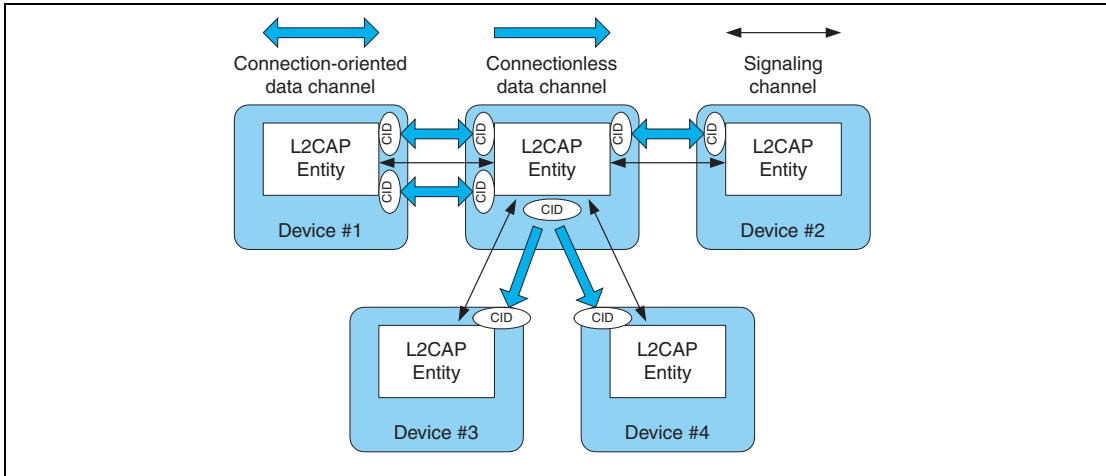 Connection-oriented
data channel
Connectionless
data channel
Signaling
channel
CID
CID
CID
CID
L2CAP
Entity
L2CAP
Entity
L2CAP
Entity
CID
CID
CID
Device #1
Device #2
CID
CID
L2CAP
Entity
L2CAP
Entity
Device #3
Device #4